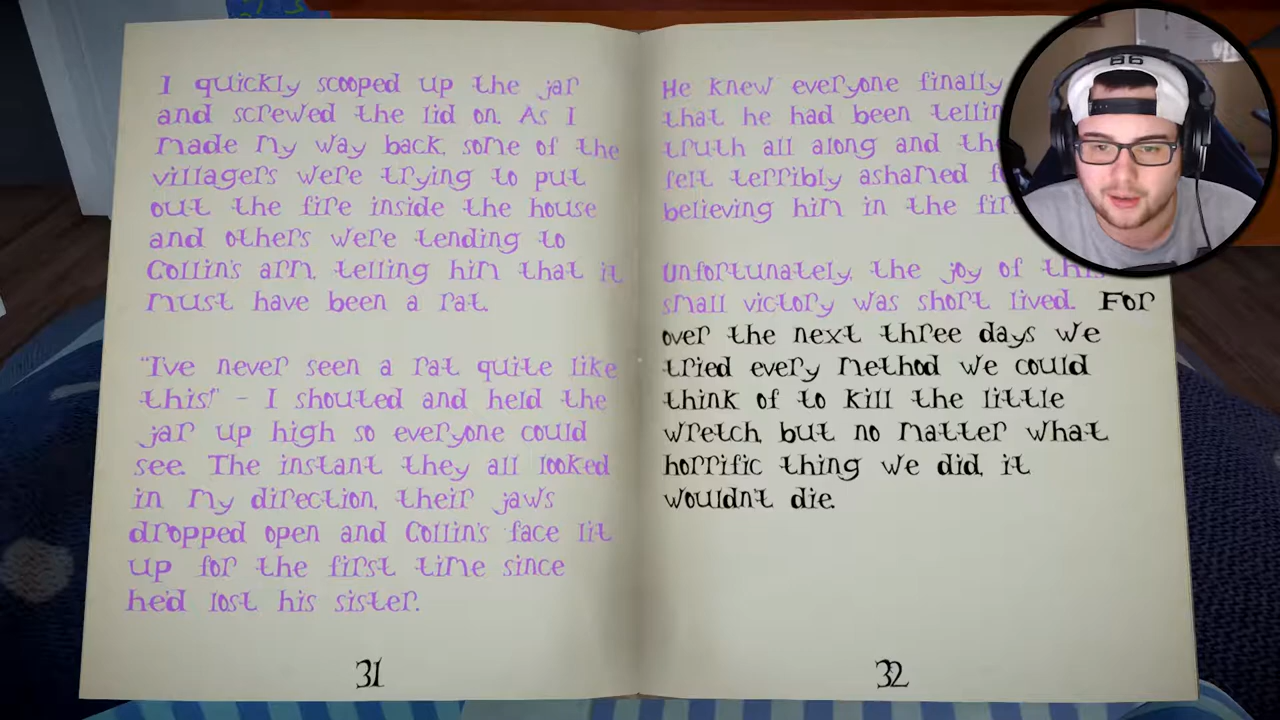 I quickly scooped up the jar
and screwed the lid on. As I
made my way back, some of the
villagers were trying to put
out the fire inside the house
and others were tending to
Collin's arm, telling him that it
must have been a rat.
"I've never seen a rat quite like
this!" - I shouted and held the
jar up high so everyone could
see. The instant they all looked
in my direction, their jaws
dropped open and Collin's face lit
up for the first time since
he'd lost his sister.
31
He knew everyone finally
that he had been
truth all along and
felt terribly ashamed
believing him in the
Unfortunately, the joy of
small victory was short lived. For
over the next three days we
tried every method we could
think of to kill the little
wretch, but no matter what
horrific thing we did, it
wouldn't die.
32